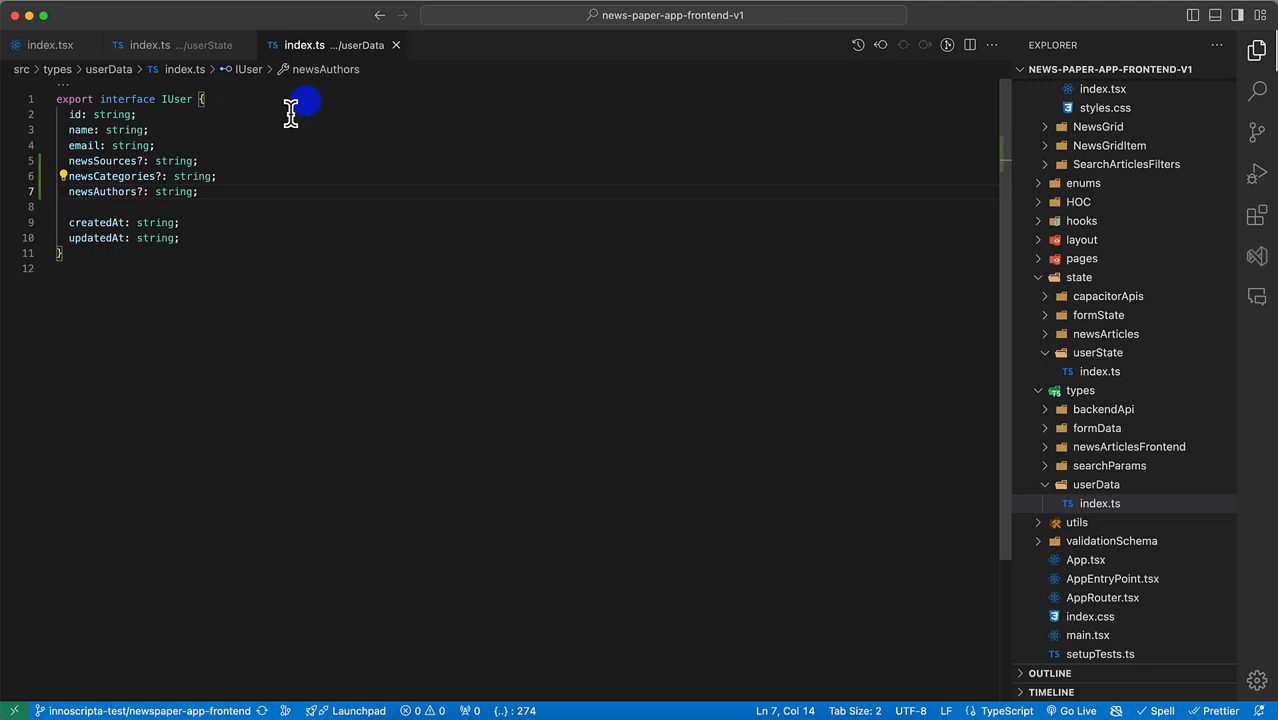 news-paper-app-frontend-v1
index.tsx
index.ts .../userState
index.ts .../userData
src > types > userData > TS index.ts > IUser > newsAuthors
...
1 export interface IUser {
2 id: string;
3 name: string;
4 email: string;
5 newsSources?: string;
6 newsCategories?: string;
7 newsAuthors?: string;
8
9 createdAt: string;
10 updatedAt: string;
11 }
12
EXPLORER
NEWS-PAPER-APP-FRONTEND-V1
index.tsx
styles.css
NewsGrid
NewsGridItem
SearchArticlesFilters
enums
HOC
hooks
layout
pages
state
capacitorApis
formState
newsArticles
userState
TS index.ts
types
backendApi
formData
newsArticlesFrontend
searchParams
userData
TS index.ts
utils
validationSchema
App.tsx
AppEntryPoint.tsx
AppRouter.tsx
index.css
main.tsx
TS setupTests.ts
OUTLINE
TIMELINE
innoscripta-test/newspaper-app-frontend Launchpad 0 0 0 {..} : 274 Ln 7, Col 14 Tab Size: 2 UTF-8 LF {} TypeScript Go Live Spell Prettier